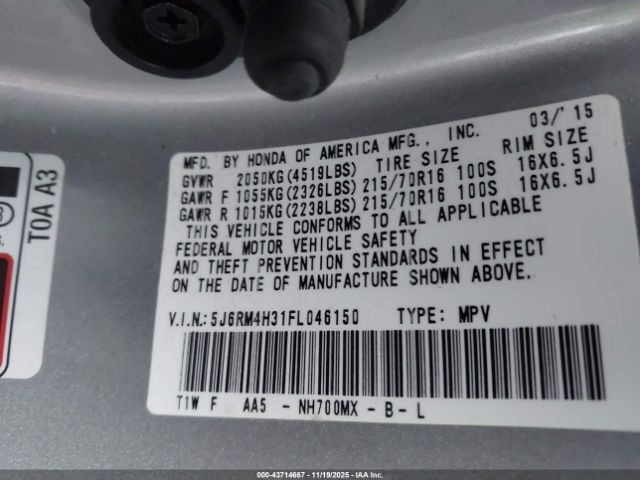 03/'15
MFD. BY HONDA OF AMERICA MFG., INC.
GVWR 2050KG(4519LBS) TIRE SIZE RIM SIZE
GAWR F 1055KG(2326LBS) 215/70R16 100S 16X6.5J
GAWR R 1015KG(2238LBS) 215/70R16 100S 16X6.5J
THIS VEHICLE CONFORMS TO ALL APPLICABLE
FEDERAL MOTOR VEHICLE SAFETY
AND THEFT PREVENTION STANDARDS IN EFFECT
ON THE DATE OF MANUFACTURE SHOWN ABOVE.
V.I.N.: 5J6RM4H31FL046150 TYPE: MPV
T1W F AA5 - NH700MX - B - L
T0A A3
000-43714667 - 11/19/2025 - IAA Inc.